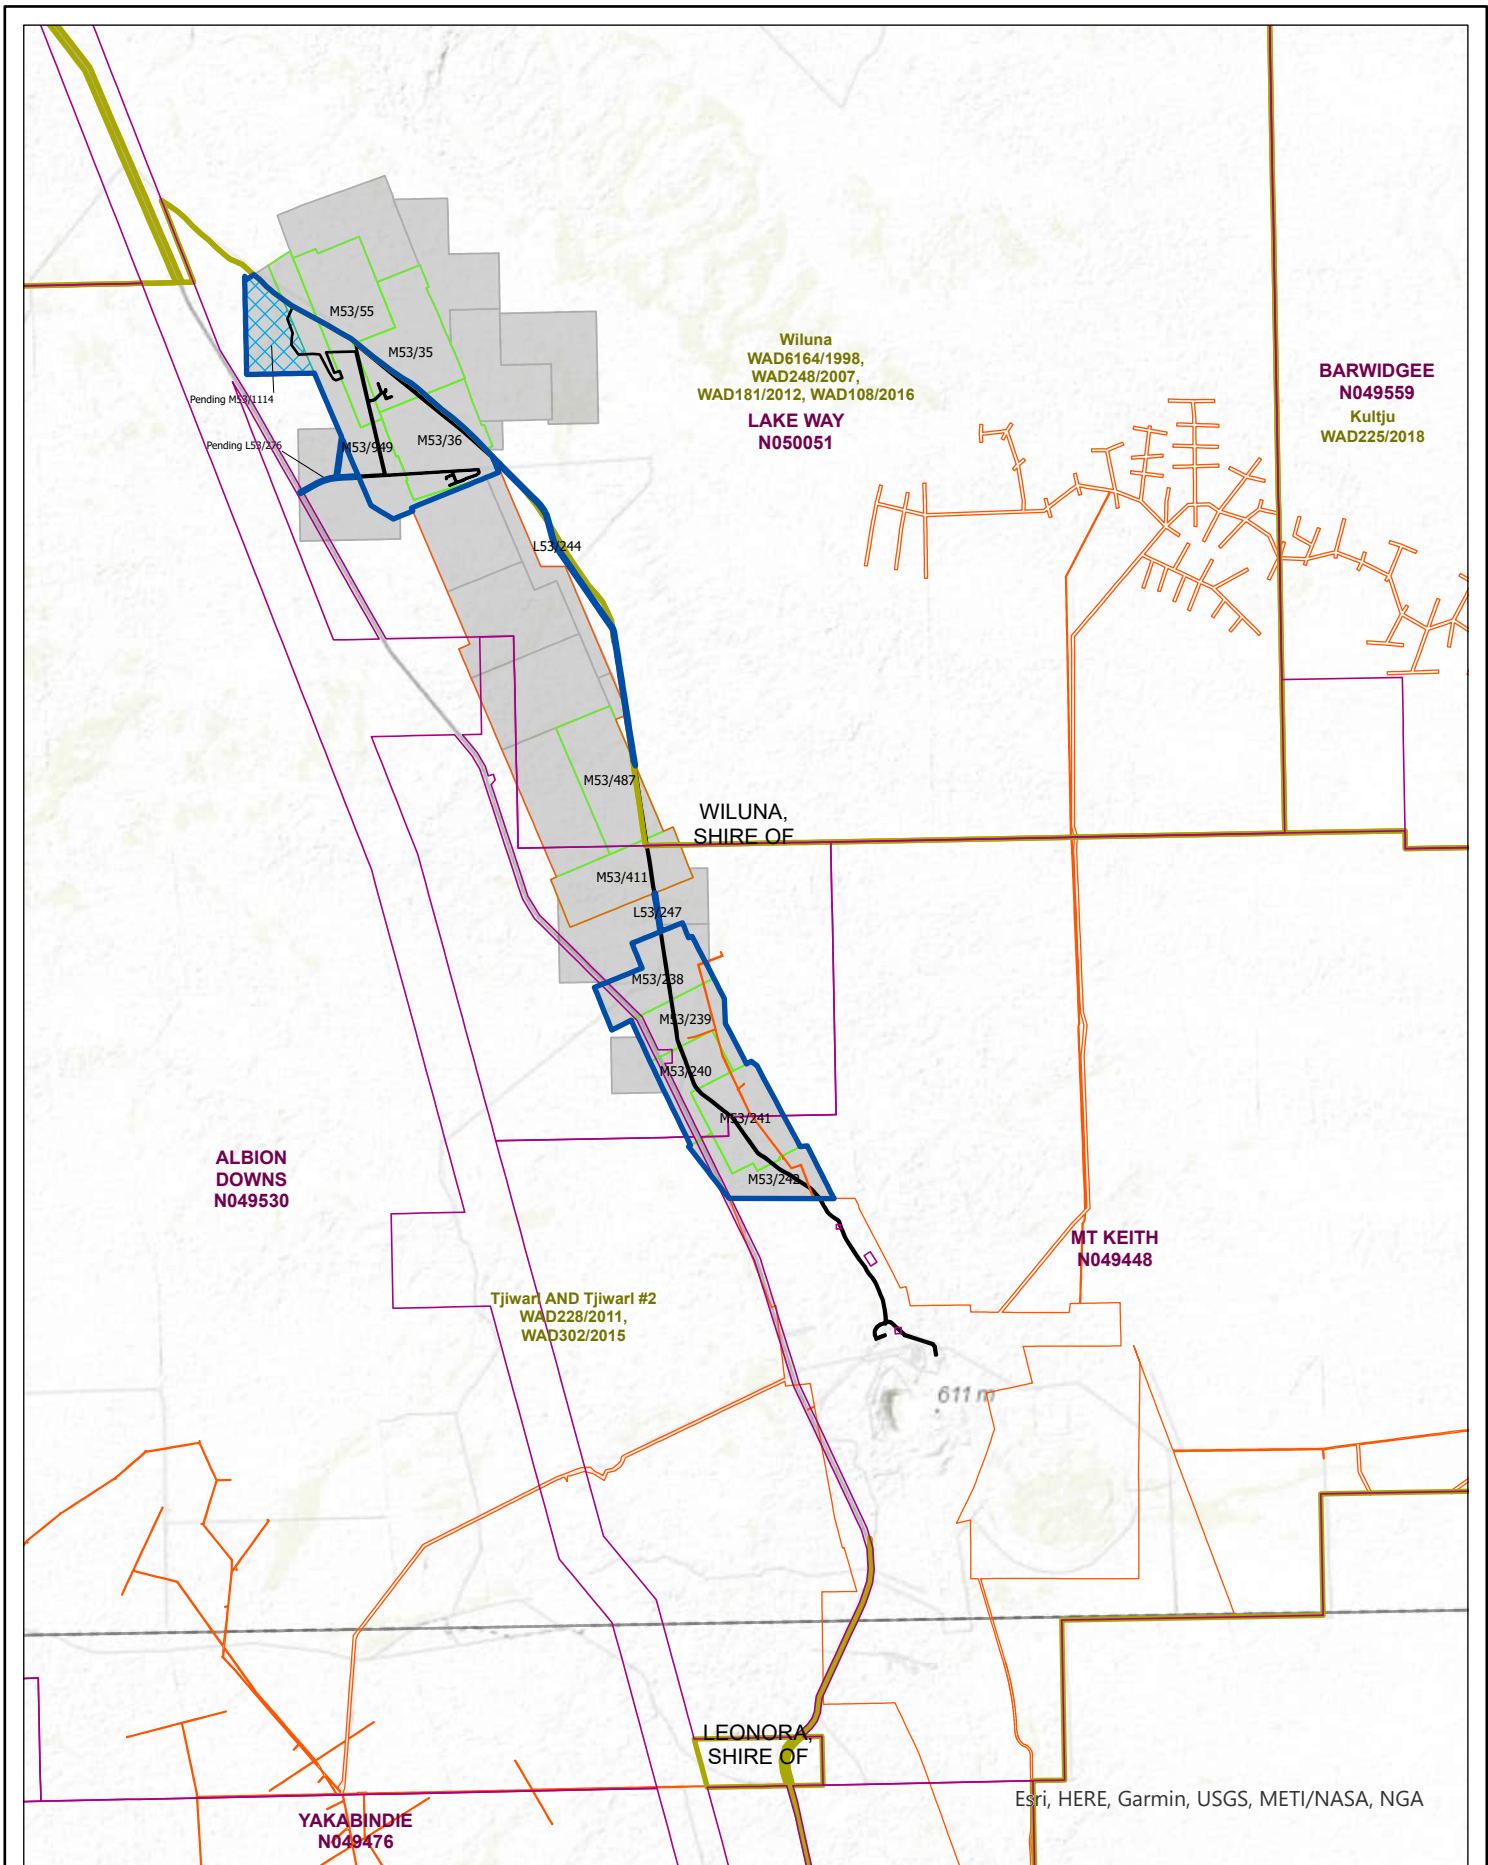 M53/55
M53/35
Wiluna
WAD6164/1998,
WAD248/2007,
WAD181/2012, WAD108/2016
LAKE WAY
N050051
BARWIDGEE
N049559
Kultju
WAD225/2018
Pending M53/1114
Pending L53/276
M53/949
M53/36
L53/244
M53/487
WILUNA,
SHIRE OF
M53/411
L53/247
M53/238
M53/239
M53/240
M53/241
M53/242
ALBION
DOWNS
N049530
MT KEITH
N049448
Tjiwarl AND Tjiwarl #2
WAD228/2011,
WAD302/2015
611 m
LEONORA,
SHIRE OF
Esri, HERE, Garmin, USGS, METI/NASA, NGA
YAKABINDIE
N049476